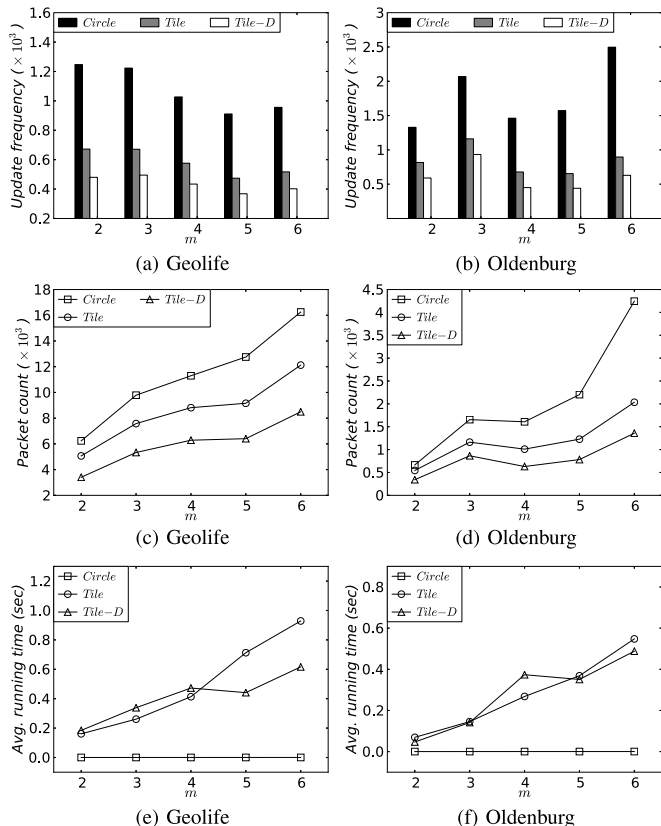 Circle Tile Tile−D
Update frequency (×10³)
1.6
1.4
1.2
1
0.8
0.6
0.4
0.2
2 3 4 5 6
m
(a) Geolife
Circle Tile Tile−D
Update frequency (×10³)
3
2.5
2
1.5
1
0.5
2 3 4 5 6
m
(b) Oldenburg
Circle Tile−D
Tile
Packet count (×10³)
18
16
14
12
10
8
6
4
2
2 3 4 5 6
m
(c) Geolife
Circle
Tile
Tile−D
Packet count (×10³)
4.5
4
3.5
3
2.5
2
1.5
1
0.5
0
2 3 4 5 6
m
(d) Oldenburg
Circle
Tile
Tile−D
Avg. running time (sec)
1.2
1.0
0.8
0.6
0.4
0.2
0.0
2 3 4 5 6
m
(e) Geolife
Circle
Tile
Tile−D
Avg. running time (sec)
0.8
0.6
0.4
0.2
0.0
2 3 4 5 6
m
(f) Oldenburg